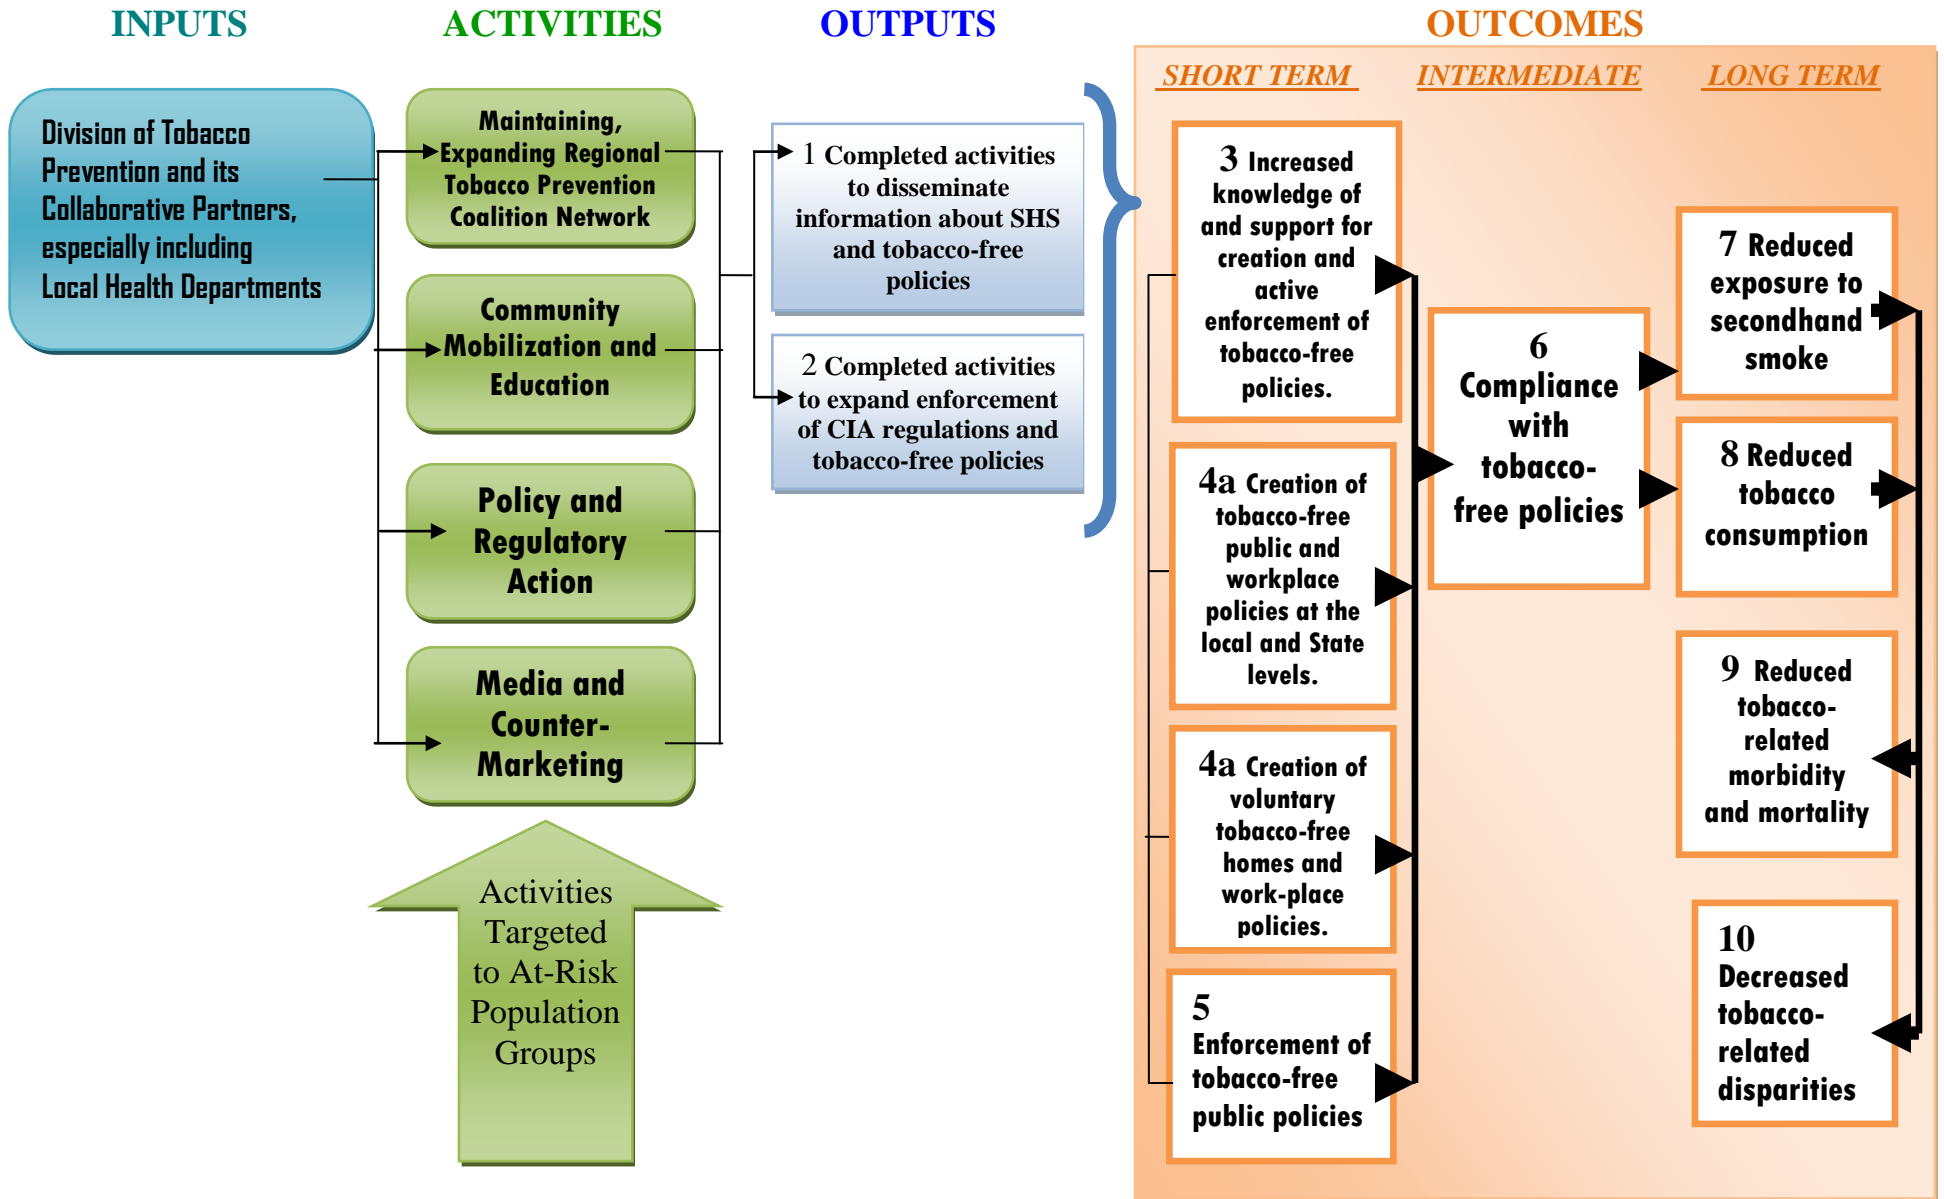 INPUTS
Division of Tobacco
Prevention and its
Collaborative Partners,
especially including
Local Health Departments
ACTIVITIES
Maintaining,
Expanding Regional
Tobacco Prevention
Coalition Network
Community
Mobilization and
Education
Policy and
Regulatory
Action
Media and
Counter-
Marketing
Activities
Targeted
to At-Risk
Population
Groups
OUTPUTS
1 Completed activities
to disseminate
information about SHS
and tobacco-free
policies
2 Completed activities
to expand enforcement
of CIA regulations and
tobacco-free policies
OUTCOMES
SHORT TERM
3 Increased
knowledge of
and support for
creation and
active
enforcement of
tobacco-free
policies.
4a Creation of
tobacco-free
public and
workplace
policies at the
local and State
levels.
4a Creation of
voluntary
tobacco-free
homes and
work-place
policies.
5
Enforcement of
tobacco-free
public policies
INTERMEDIATE
6
Compliance
with
tobacco-
free policies
LONG TERM
7 Reduced
exposure to
secondhand
smoke
8 Reduced
tobacco
consumption
9 Reduced
tobacco-
related
morbidity
and mortality
10
Decreased
tobacco-
related
disparities